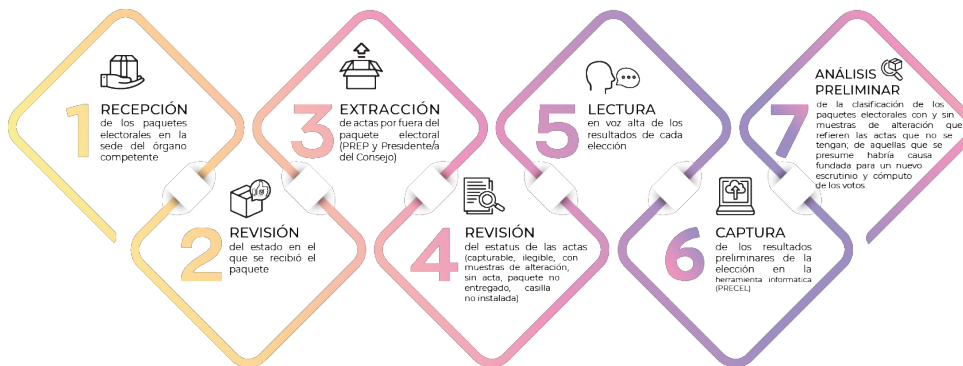 1
RECEPCIÓN
de los paquetes
electorales en la
sede del órgano
competente
2
REVISIÓN
del estado en el
que se recibió el
paquete
3
EXTRACCIÓN
de actas por fuera del
paquete electoral
(PREP y Presidente/a
del Consejo)
4
REVISIÓN
del estatus de las actas
(capturable, ilegible, con
muestras de alteración,
sin acta, paquete no
entregado, casilla
no instalada)
5
LECTURA
en voz alta de los
resultados de cada
elección
6
CAPTURA
de los resultados
preliminares de la
elección en la
herramienta informática
(PRECEL)
7
ANÁLISIS
PRELIMINAR
de la clasificación de los
paquetes electorales con y sin
muestras de alteración que
refieren las actas que no se
tengan; de aquellas que se
presume habría causa
fundada para un nuevo
escrutinio y cómputo
de los votos